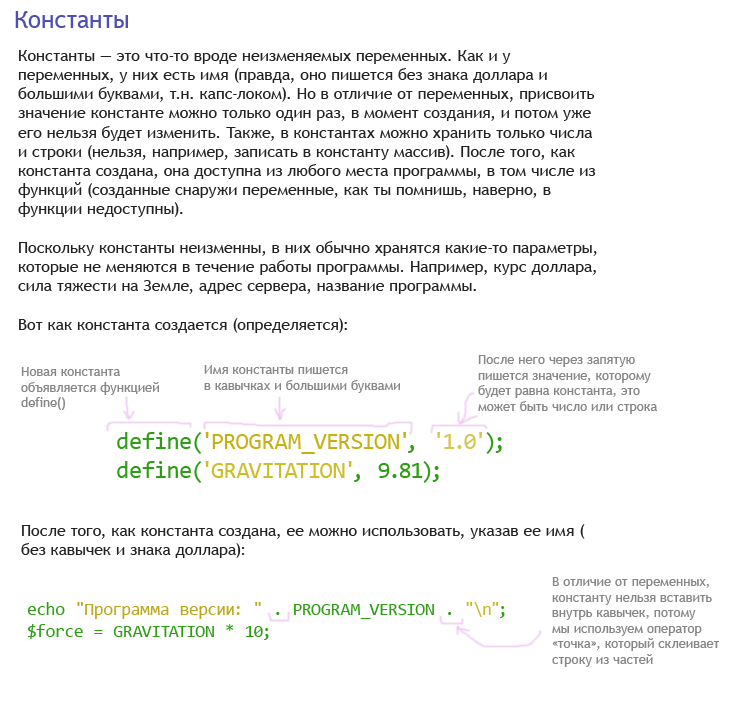 Константы
Константы — это что-то вроде неизменяемых переменных. Как и у
переменных, у них есть имя (правда, оно пишется без знака доллара и
большими буквами, т.н. капс-локом). Но в отличие от переменных, присвоить
значение константе можно только один раз, в момент создания, и потом уже
его нельзя будет изменить. Также, в константах можно хранить только числа
и строки (нельзя, например, записать в константу массив). После того, как
константа создана, она доступна из любого места программы, в том числе из
функций (созданные снаружи переменные, как ты помнишь, наверно, в
функции недоступны).
Поскольку константы неизменны, в них обычно хранятся какие-то параметры,
которые не меняются в течение работы программы. Например, курс доллара,
сила тяжести на Земле, адрес сервера, название программы.
Вот как константа создается (определяется):
Новая константа
объявляется функцией
define()
Имя константы пишется
в кавычках и большими буквами
После него через запятую
пишется значение, которому
будет равна константа, это
может быть число или строка
define('PROGRAM_VERSION', '1.0');
define('GRAVITATION', 9.81);
После того, как константа создана, ее можно использовать, указав ее имя (
без кавычек и знака доллара):
echo "Программа версии: " . PROGRAM_VERSION . "\n";
$force = GRAVITATION * 10;
В отличие от переменных,
константу нельзя вставить
внутрь кавычек, потому
мы используем оператор
«точка», который склеивает
строку из частей